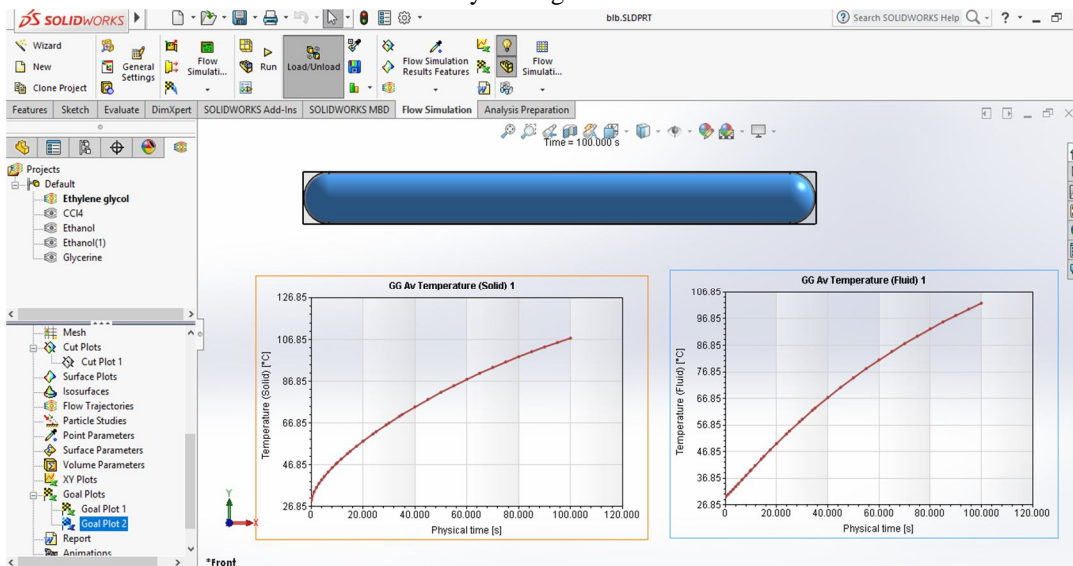 SOLIDWORKS
blb.SLDPRT
Search SOLIDWORKS Help
Wizard
New
Clone Project
General Settings
Flow Simulati...
Run
Load/Unload
Flow Simulation Results Features
Flow Simulati...
Features Sketch Evaluate DimXpert SOLIDWORKS Add-Ins SOLIDWORKS MBD Flow Simulation Analysis Preparation
Time = 100.000 s
Projects
Default
Ethylene glycol
CCl4
Ethanol
Ethanol(1)
Glycerine
Mesh
Cut Plots
Cut Plot 1
Surface Plots
Isosurfaces
Flow Trajectories
Particle Studies
Point Parameters
Surface Parameters
Volume Parameters
XY Plots
Goal Plots
Goal Plot 1
Goal Plot 2
Report
Animations
GG Av Temperature (Solid) 1
Temperature (Solid) [°C]
126.85
106.85
86.85
66.85
46.85
26.85
0 20.000 40.000 60.000 80.000 100.000 120.000
Physical time [s]
GG Av Temperature (Fluid) 1
Temperature (Fluid) [°C]
106.85
96.85
86.85
76.85
66.85
56.85
46.85
36.85
26.85
0 20.000 40.000 60.000 80.000 100.000 120.000
Physical time [s]
Y
X
*Front